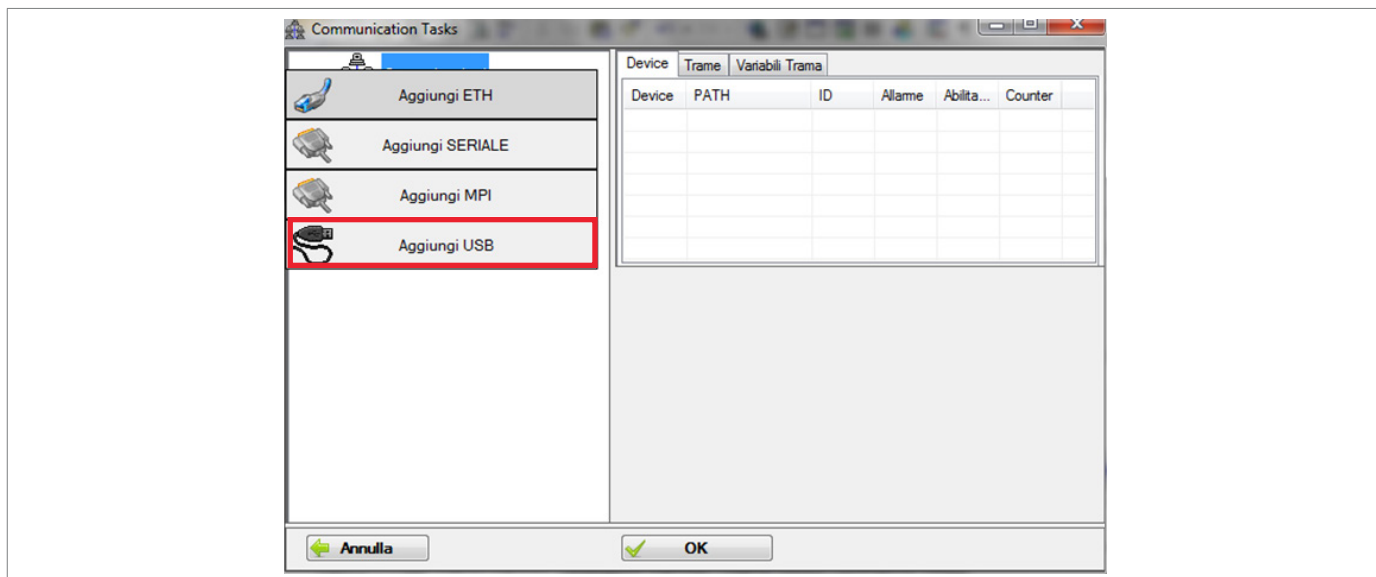 Communication Tasks
Aggiungi ETH
Aggiungi SERIALE
Aggiungi MPI
Aggiungi USB
Device Trame Variabili Trama
Device PATH ID Allarme Abilita... Counter
Annulla OK